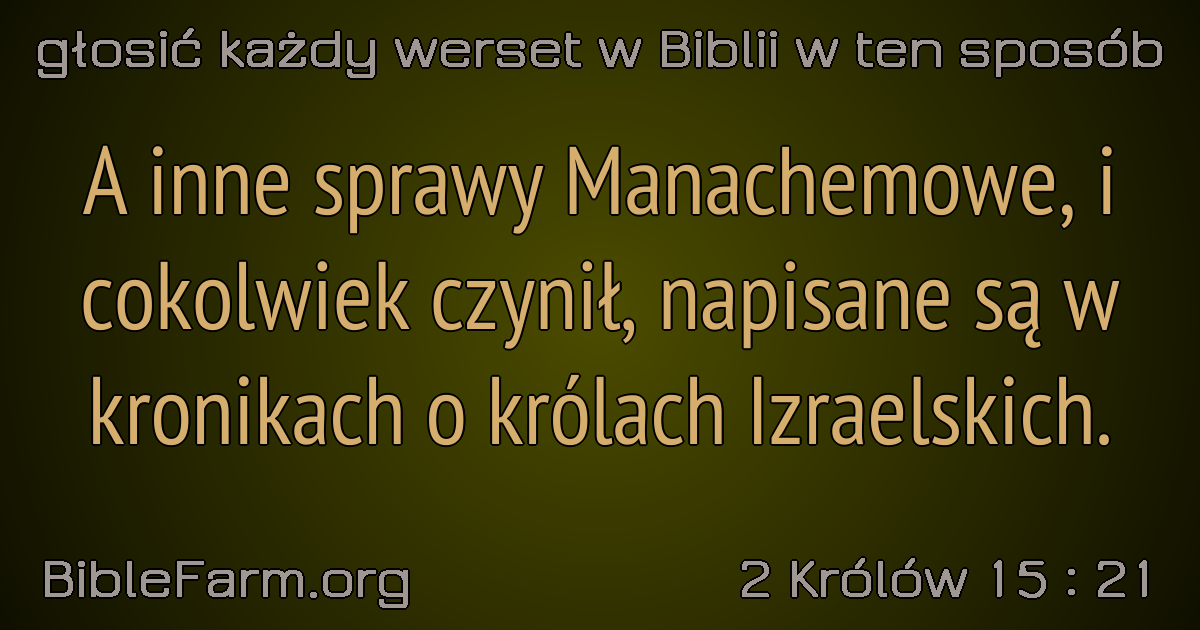 głosić każdy werset w Biblii w ten sposób
A inne sprawy Manachemowe, i
cokolwiek czynił, napisane są w
kronikach o królach Izraelskich.
BibleFarm.org
2 Królów 15 : 21